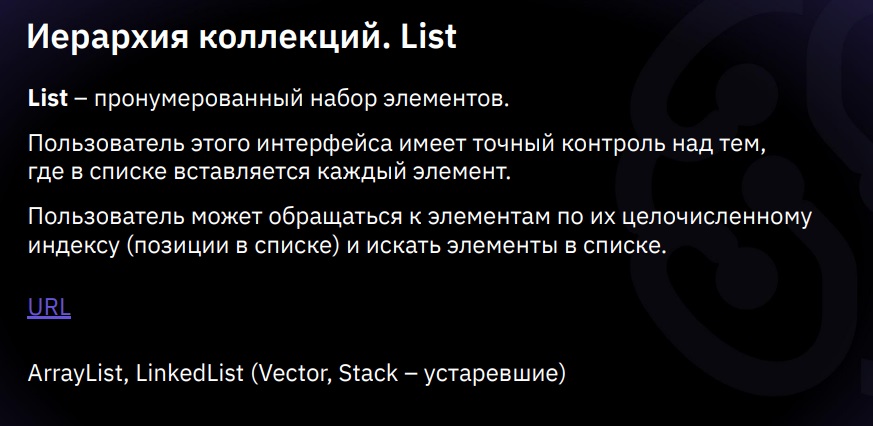 Иерархия коллекций. List
List – пронумерованный набор элементов.
Пользователь этого интерфейса имеет точный контроль над тем,
где в списке вставляется каждый элемент.
Пользователь может обращаться к элементам по их целочисленному
индексу (позиции в списке) и искать элементы в списке.
URL
ArrayList, LinkedList (Vector, Stack – устаревшие)